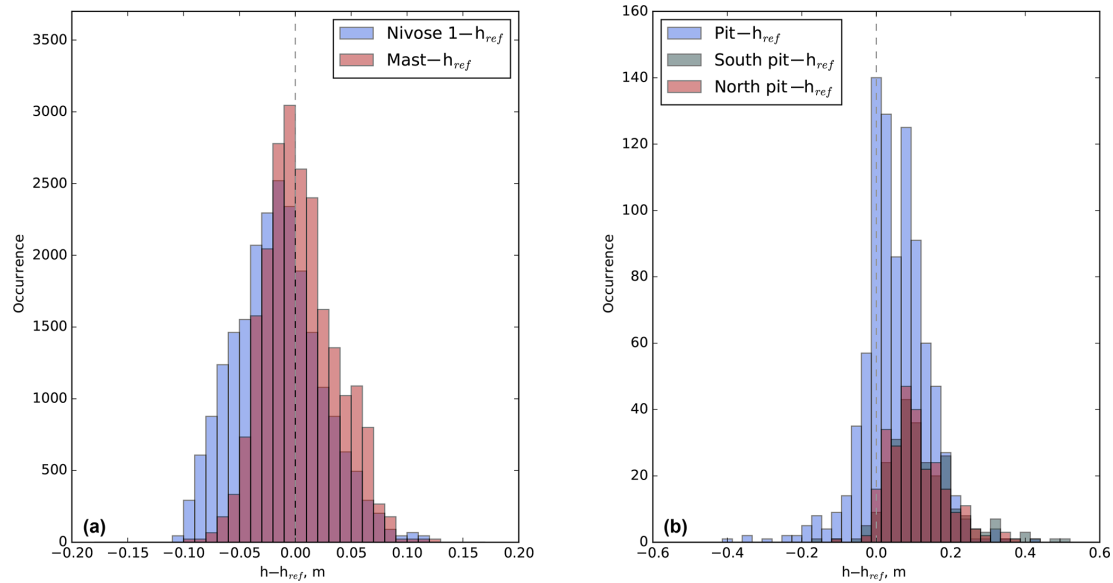 3500
3000
2500
2000
1500
1000
500
0
Occurrence
Nivose 1−h_ref
Mast−h_ref
(a)
−0.20 −0.15 −0.10 −0.05 0.00 0.05 0.10 0.15 0.20
h−h_ref, m
160
140
120
100
80
60
40
20
0
Occurrence
Pit−h_ref
South pit−h_ref
North pit−h_ref
(b)
−0.6 −0.4 −0.2 0.0 0.2 0.4 0.6
h−h_ref, m